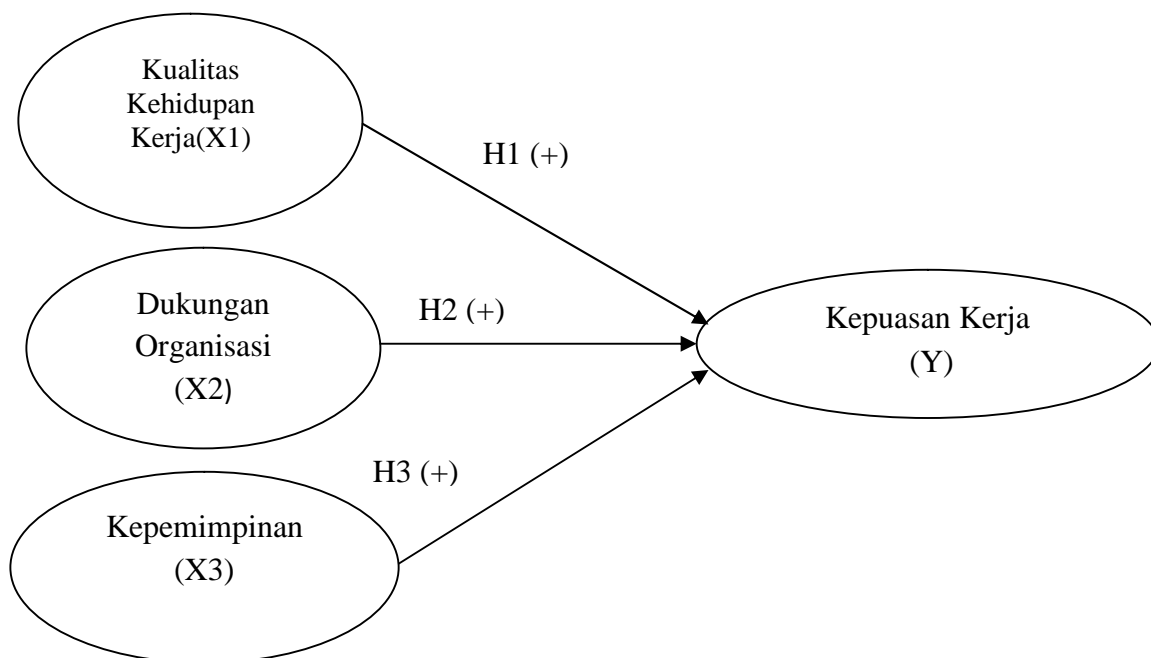 Kualitas
Kehidupan
Kerja(X1)
H1 (+)
Dukungan
Organisasi
(X2)
H2 (+)
Kepuasan Kerja
(Y)
H3 (+)
Kepemimpinan
(X3)